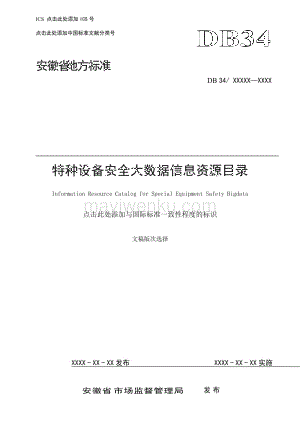 ICS 点击此处添加 ICS 号
点击此处添加中国标准文献分类号
DB34
安徽省地方标准
DB 34/ XXXXX—XXXX
特种设备安全大数据信息资源目录
Information Resource Catalog for Special Equipment Safety Bigdata
点击此处添加与国际标准一致性程度的标识
mayiwenku.com
文稿版次选择
XXXX-XX-XX 发布
XXXX-XX-XX 实施
安徽省市场监督管理局 发布